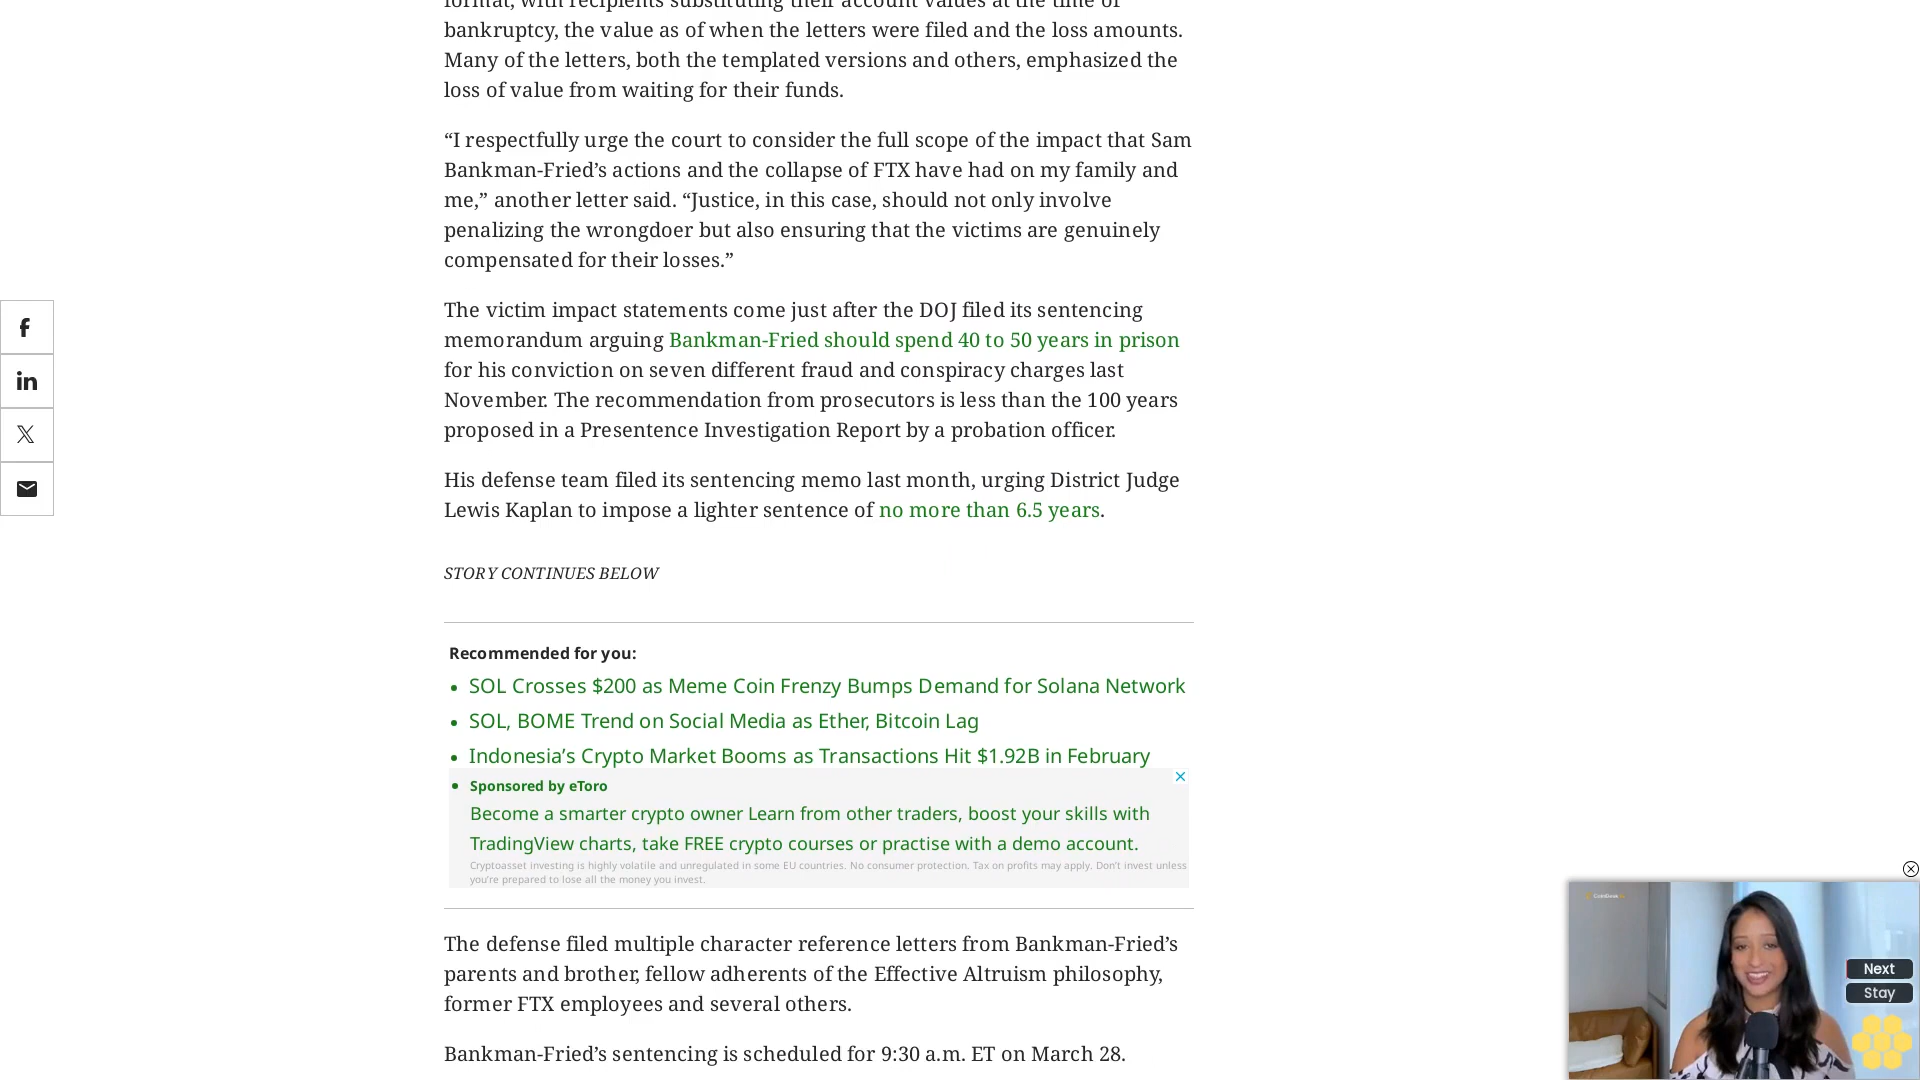 format, with recipients substituting their account values at the time of
bankruptcy, the value as of when the letters were filed and the loss amounts.
Many of the letters, both the templated versions and others, emphasized the
loss of value from waiting for their funds.
“I respectfully urge the court to consider the full scope of the impact that Sam
Bankman-Fried’s actions and the collapse of FTX have had on my family and
me,” another letter said. “Justice, in this case, should not only involve
penalizing the wrongdoer but also ensuring that the victims are genuinely
compensated for their losses.”
The victim impact statements come just after the DOJ filed its sentencing
memorandum arguing Bankman-Fried should spend 40 to 50 years in prison
for his conviction on seven different fraud and conspiracy charges last
November. The recommendation from prosecutors is less than the 100 years
proposed in a Presentence Investigation Report by a probation officer.
His defense team filed its sentencing memo last month, urging District Judge
Lewis Kaplan to impose a lighter sentence of no more than 6.5 years.
STORY CONTINUES BELOW
Recommended for you:
• SOL Crosses $200 as Meme Coin Frenzy Bumps Demand for Solana Network
• SOL, BOME Trend on Social Media as Ether, Bitcoin Lag
• Indonesia’s Crypto Market Booms as Transactions Hit $1.92B in February
• Sponsored by eToro
Become a smarter crypto owner Learn from other traders, boost your skills with
TradingView charts, take FREE crypto courses or practise with a demo account.
Cryptoasset investing is highly volatile and unregulated in some EU countries. No consumer protection. Tax on profits may apply. Don’t invest unless
you’re prepared to lose all the money you invest.
The defense filed multiple character reference letters from Bankman-Fried’s
parents and brother, fellow adherents of the Effective Altruism philosophy,
former FTX employees and several others.
Bankman-Fried’s sentencing is scheduled for 9:30 a.m. ET on March 28.
Next
Stay